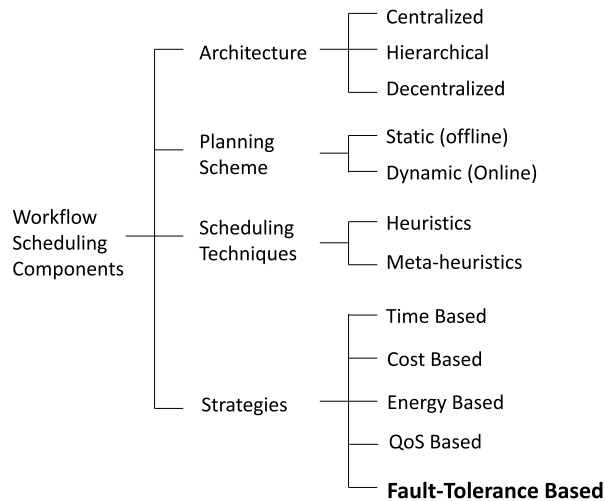 Workflow
Scheduling
Components
Architecture
Centralized
Hierarchical
Decentralized
Planning
Scheme
Static (offline)
Dynamic (Online)
Scheduling
Techniques
Heuristics
Meta-heuristics
Strategies
Time Based
Cost Based
Energy Based
QoS Based
Fault-Tolerance Based